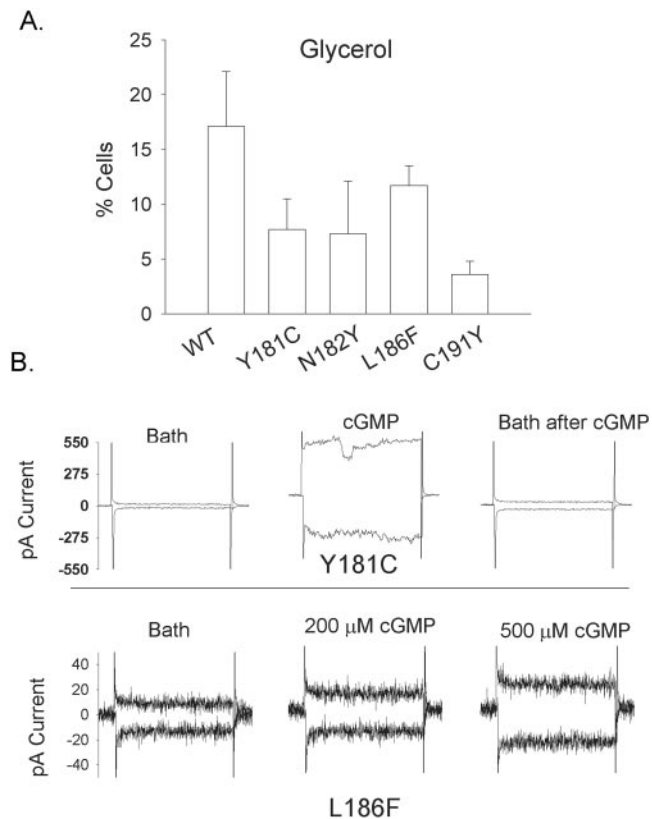 A.
Glycerol
% Cells
25
20
15
10
5
0
WT
Y181C
N182Y
L186F
C191Y
B.
Bath
cGMP
Bath after cGMP
pA Current
550
275
0
-275
-550
Y181C
Bath
200 μM cGMP
500 μM cGMP
pA Current
40
20
0
-20
-40
L186F